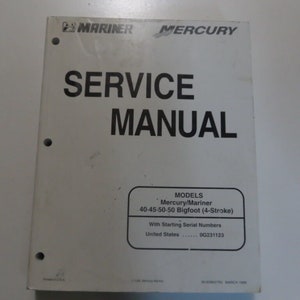 MARINER MERCURY
SERVICE
MANUAL
MODELS
Mercury/Mariner
40-45-50-50 Bigfoot (4-Stroke)
With Starting Serial Numbers
United States ...... 0G231123